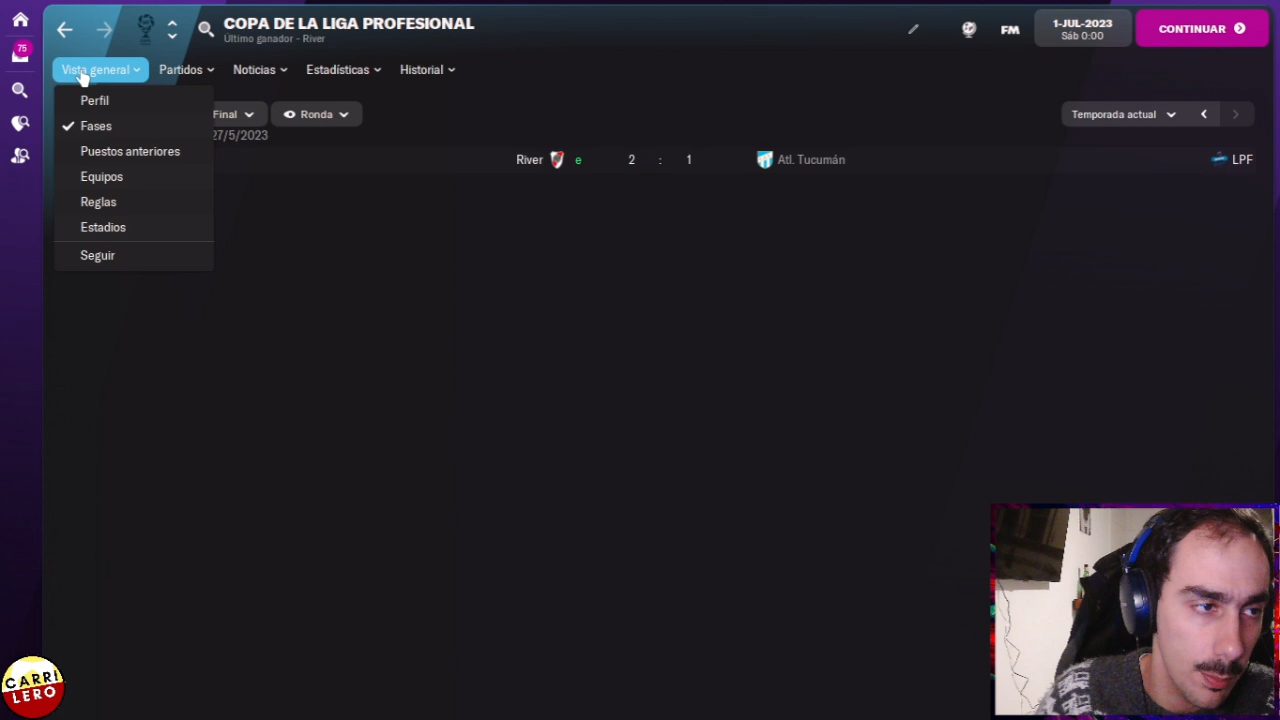 COPA DE LA LIGA PROFESIONAL
Último ganador - River
FM
1-JUL-2023
Sáb 0:00
CONTINUAR
75
Vista general
Partidos
Noticias
Estadísticas
Historial
Perfil
Fases
Puestos anteriores
Equipos
Reglas
Estadios
Seguir
Final
Ronda
Temporada actual
27/5/2023
River e 2 : 1 Atl. Tucumán LPF
CARRI
LERO